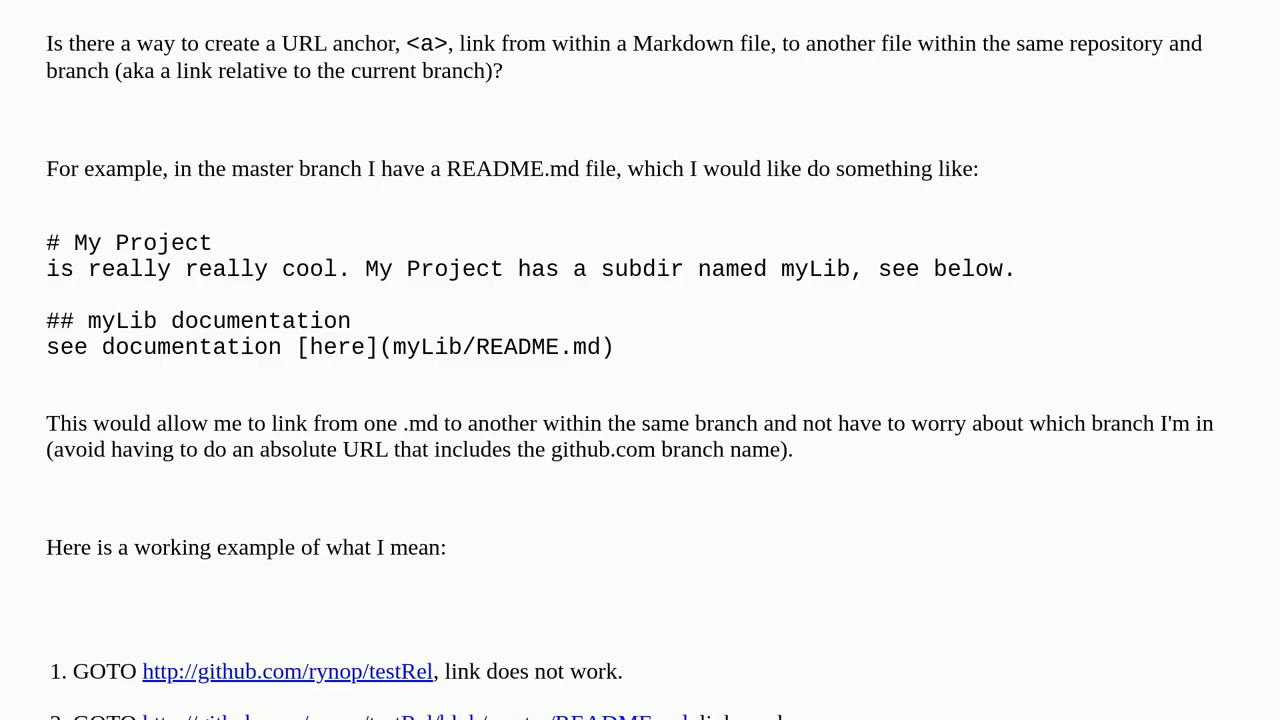 Is there a way to create a URL anchor, <a>, link from within a Markdown file, to another file within the same repository and
branch (aka a link relative to the current branch)?
For example, in the master branch I have a README.md file, which I would like do something like:
# My Project
is really really cool. My Project has a subdir named myLib, see below.
## myLib documentation
see documentation [here](myLib/README.md)
This would allow me to link from one .md to another within the same branch and not have to worry about which branch I'm in
(avoid having to do an absolute URL that includes the github.com branch name).
Here is a working example of what I mean:
1. GOTO http://github.com/rynop/testRel, link does not work.